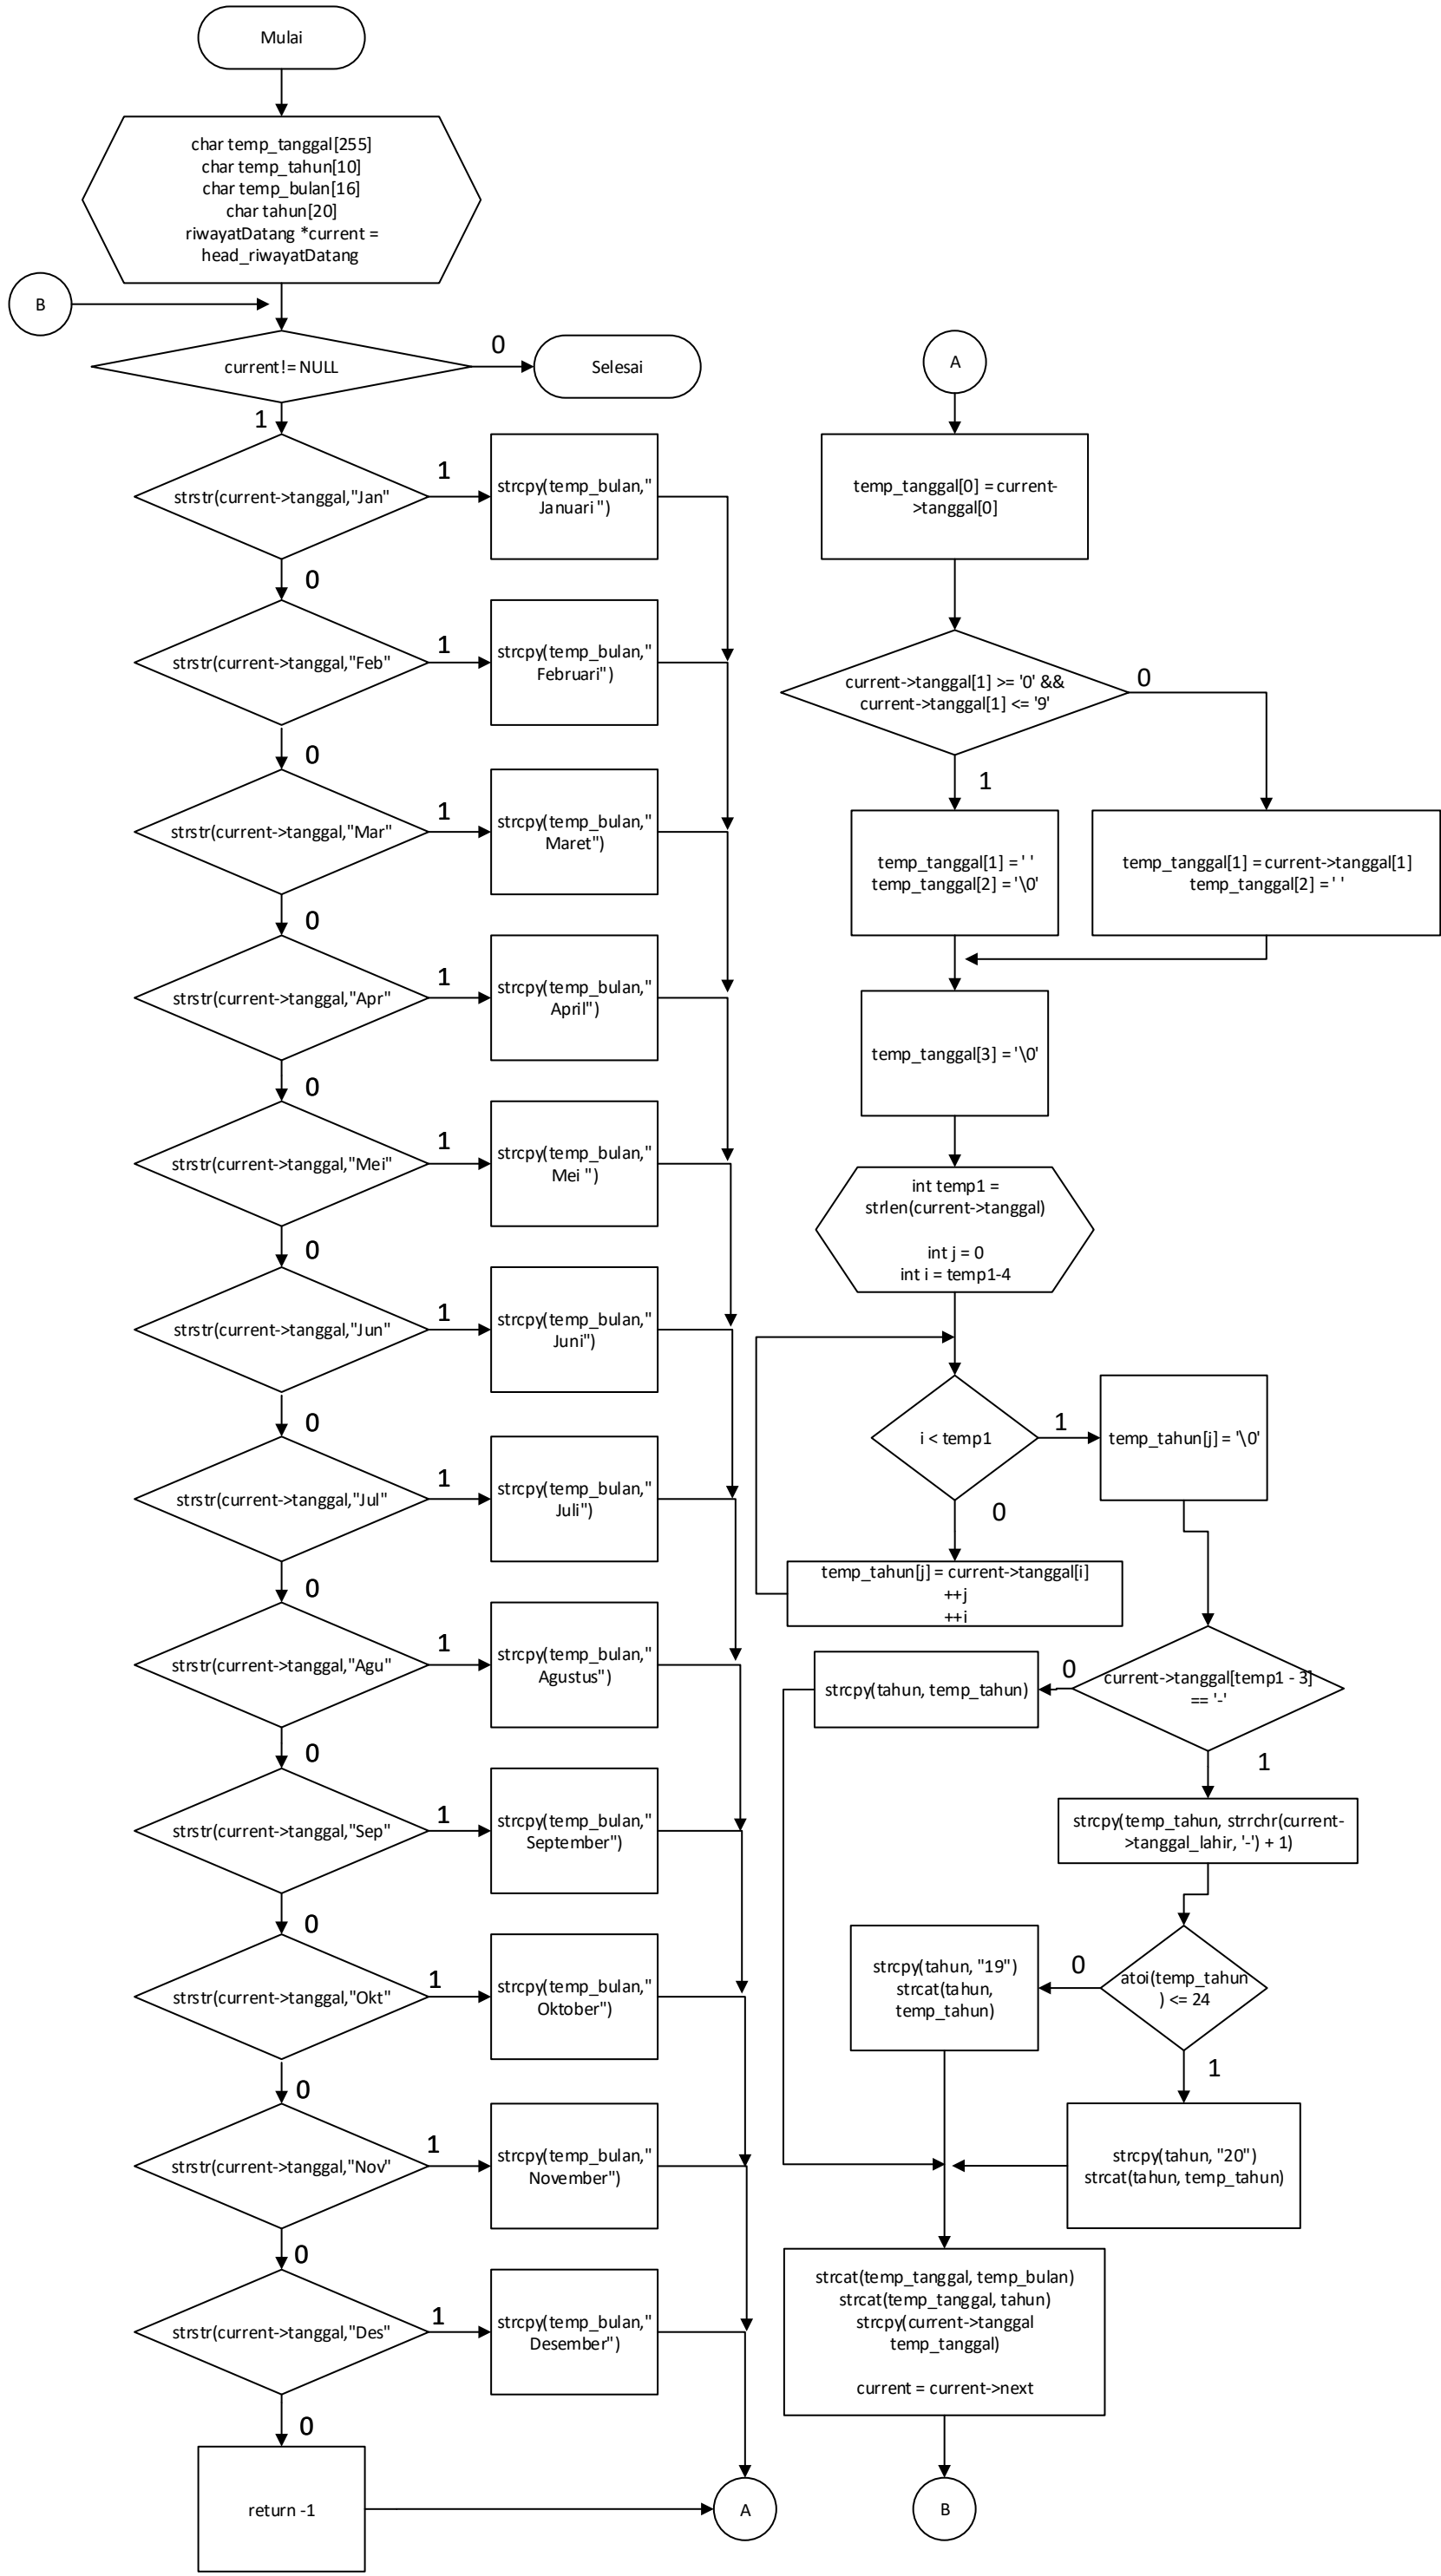 Mulai
char temp_tanggal[255]
char temp_tahun[10]
char temp_bulan[16]
char tahun[20]
riwayatDatang *current =
head_riwayatDatang
B
current!= NULL
0
Selesai
1
strstr(current->tanggal,"Jan"
1
strcpy(temp_bulan,"
Januari ")
0
strstr(current->tanggal,"Feb"
1
strcpy(temp_bulan,"
Februari")
0
strstr(current->tanggal,"Mar"
1
strcpy(temp_bulan,"
Maret")
0
strstr(current->tanggal,"Apr"
1
strcpy(temp_bulan,"
April")
0
strstr(current->tanggal,"Mei"
1
strcpy(temp_bulan,"
Mei ")
0
strstr(current->tanggal,"Jun"
1
strcpy(temp_bulan,"
Juni")
0
strstr(current->tanggal,"Jul"
1
strcpy(temp_bulan,"
Juli")
0
strstr(current->tanggal,"Agu"
1
strcpy(temp_bulan,"
Agustus")
0
strstr(current->tanggal,"Sep"
1
strcpy(temp_bulan,"
September")
0
strstr(current->tanggal,"Okt"
1
strcpy(temp_bulan,"
Oktober")
0
strstr(current->tanggal,"Nov"
1
strcpy(temp_bulan,"
November")
0
strstr(current->tanggal,"Des"
1
strcpy(temp_bulan,"
Desember")
0
return -1
A
A
temp_tanggal[0] = current-
>tanggal[0]
current->tanggal[1] >= '0' &&
current->tanggal[1] <= '9'
0
1
temp_tanggal[1] = ' '
temp_tanggal[2] = '\0'
temp_tanggal[1] = current->tanggal[1]
temp_tanggal[2] = ' '
temp_tanggal[3] = '\0'
int temp1 =
strlen(current->tanggal)
int j = 0
int i = temp1-4
i < temp1
1
temp_tahun[j] = '\0'
0
temp_tahun[j] = current->tanggal[i]
++j
++i
current->tanggal[temp1 - 3]
== '-'
0
strcpy(tahun, temp_tahun)
1
strcpy(temp_tahun, strrchr(current-
>tanggal_lahir, '-') + 1)
atoi(temp_tahun
) <= 24
0
strcpy(tahun, "19")
strcat(tahun,
temp_tahun)
1
strcpy(tahun, "20")
strcat(tahun, temp_tahun)
strcat(temp_tanggal, temp_bulan)
strcat(temp_tanggal, tahun)
strcpy(current->tanggal
temp_tanggal)
current = current->next
B